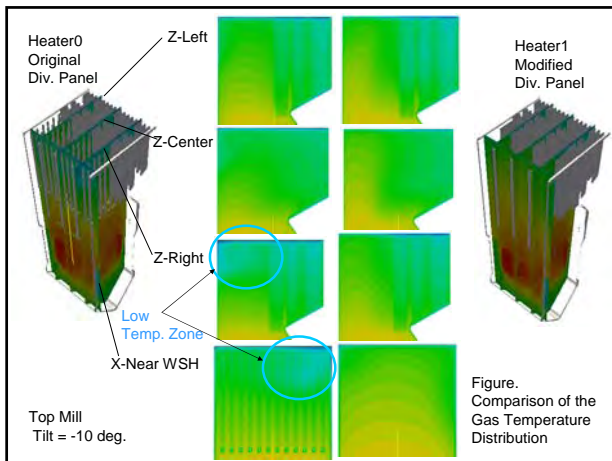 Heater0
Original
Div. Panel
Z-Left
Z-Center
Z-Right
Low
Temp. Zone
X-Near WSH
Top Mill
Tilt = -10 deg.
Heater1
Modified
Div. Panel
Figure.
Comparison of the
Gas Temperature
Distribution